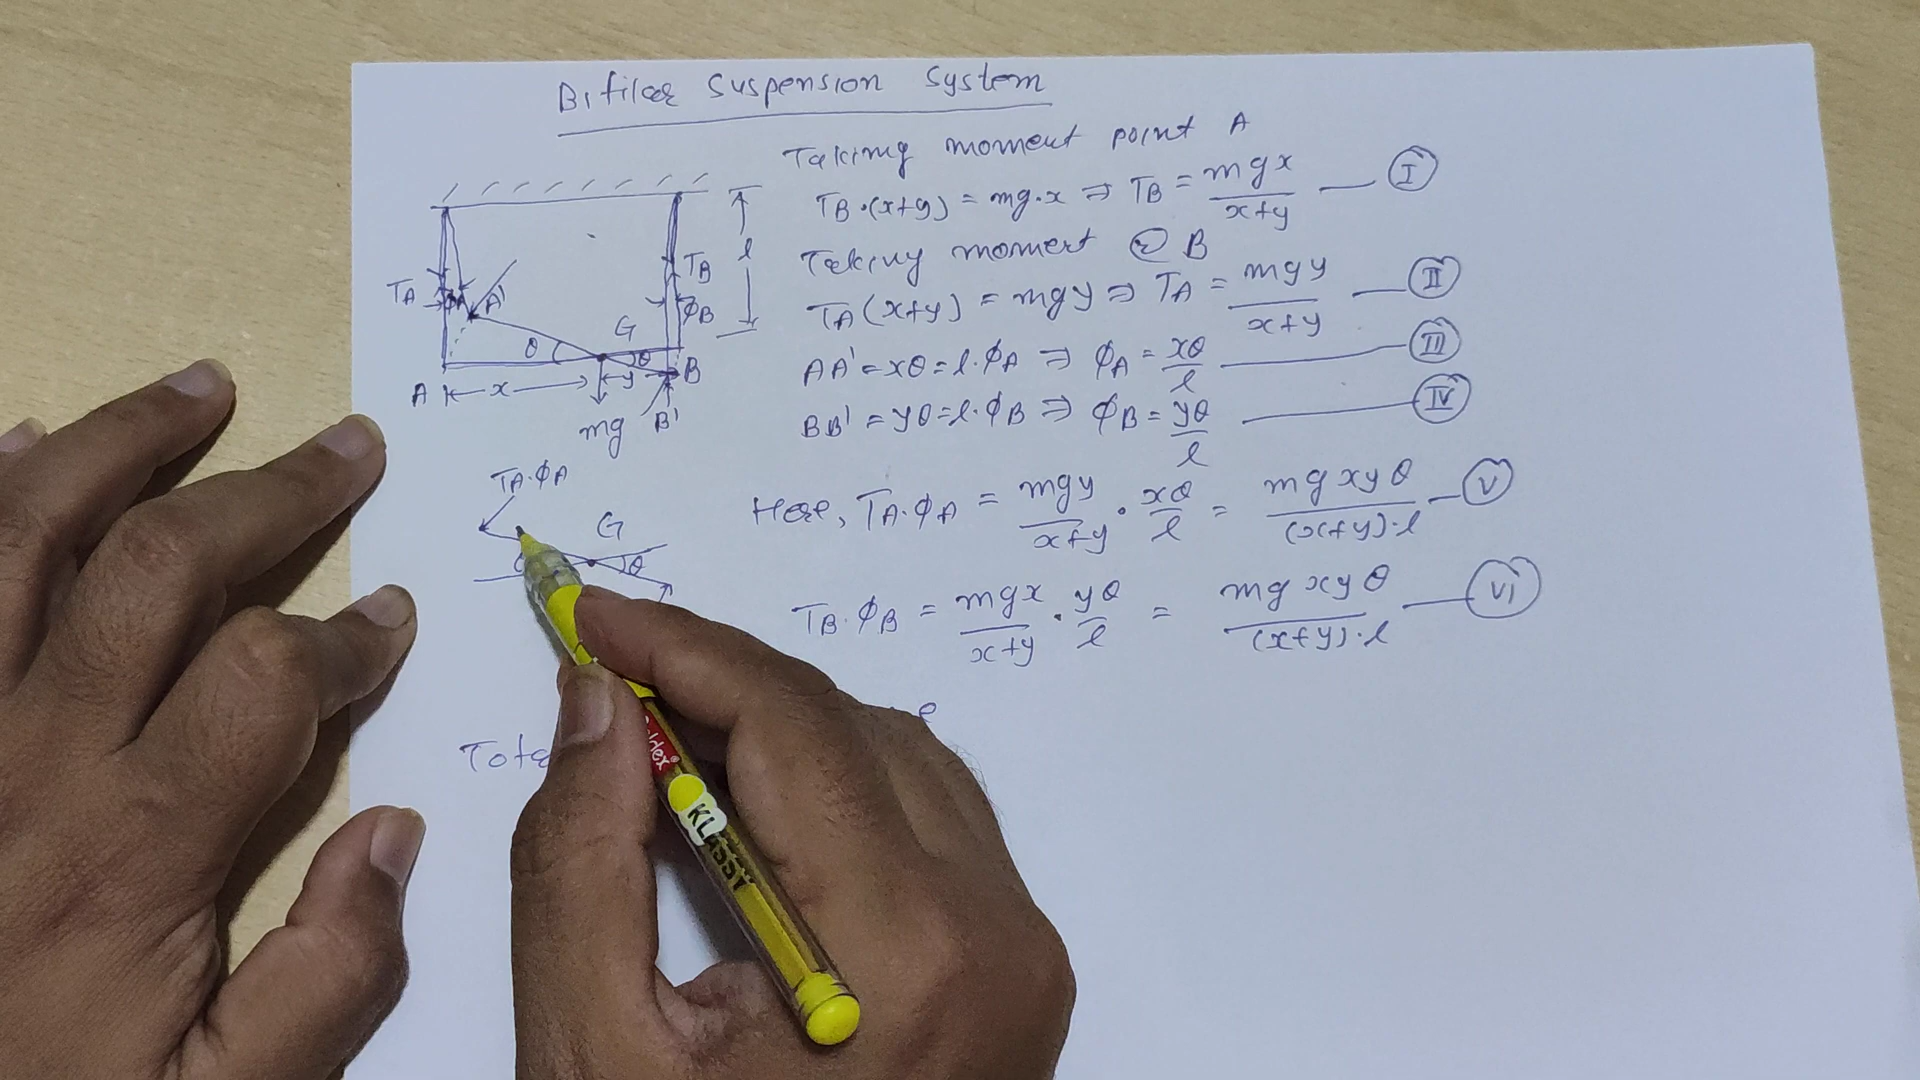 Bifilar Suspension System
Taking moment point A
TB·(x+y) = mg·x ⇒ TB = mgx/(x+y) — I
Taking moment @ B
TA(x+y) = mgy ⇒ TA = mgy/(x+y) — II
AA' = xθ = l·ϕA ⇒ ϕA = xθ/l — III
BB' = yθ = l·ϕB ⇒ ϕB = yθ/l — IV
Here, TA·ϕA = mgy/(x+y) · xθ/l = mgxyθ/((x+y)·l) — V
TB·ϕB = mgx/(x+y) · yθ/l = mgxyθ/((x+y)·l) — VI
l
TA
ϕA
A'
TB
ϕB
G
θ
θ
A
x
y
B
mg
B'
TA·ϕA
G
θ
KLASSY